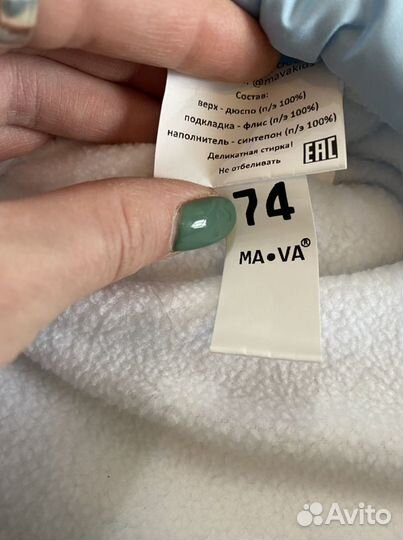 @mavakids
Состав:
верх - дюспо (п/э 100%)
подкладка - флис (п/э 100%)
наполнитель - синтепон (п/э 100%)
Деликатная стирка!
Не отбеливать
EAC
74
MA•VA®
Avito